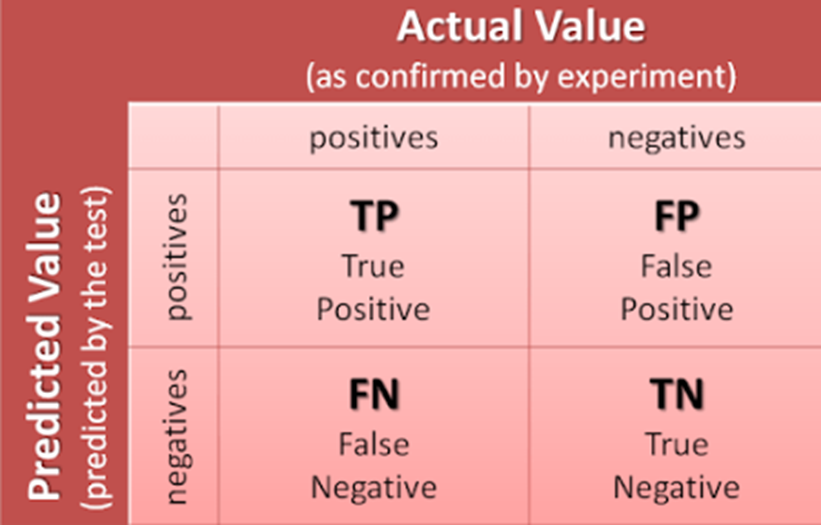 Actual Value
(as confirmed by experiment)
positives
negatives
Predicted Value
(predicted by the test)
positives
TP
True
Positive
FP
False
Positive
negatives
FN
False
Negative
TN
True
Negative